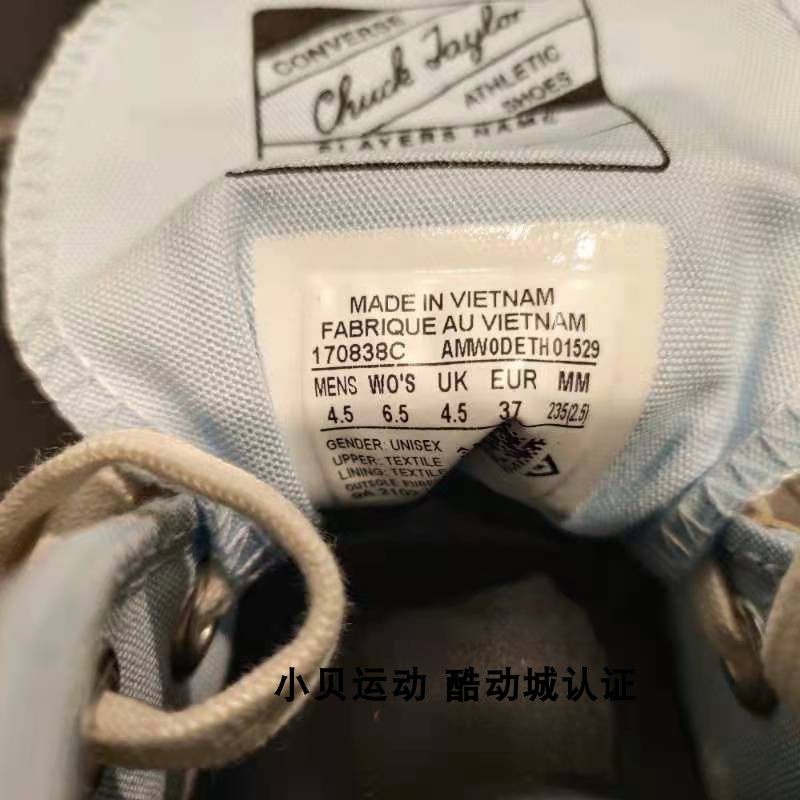 CONVERSE
Chuck Taylor
ATHLETIC
SHOES
PLAYERS NAME
MADE IN VIETNAM
FABRIQUE AU VIETNAM
170838C AMW0DETH01529
MENS WO'S UK EUR MM
4.5 6.5 4.5 37 235(2.5)
GENDER: UNISEX
UPPER: TEXTILE
LINING: TEXTILE
OUTSOLE
小贝运动 酷动城认证